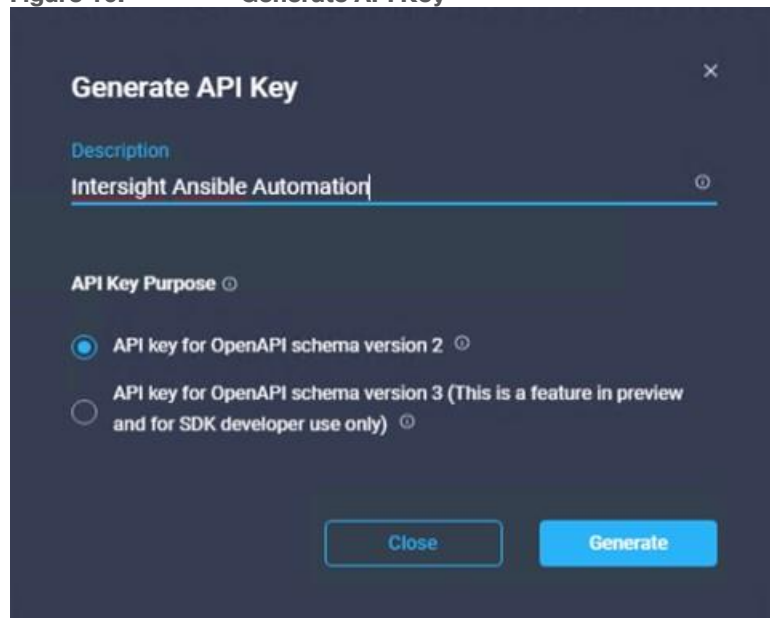 Generate API Key
Description
Intersight Ansible Automation
API Key Purpose
API key for OpenAPI schema version 2
API key for OpenAPI schema version 3 (This is a feature in preview
and for SDK developer use only)
Close
Generate